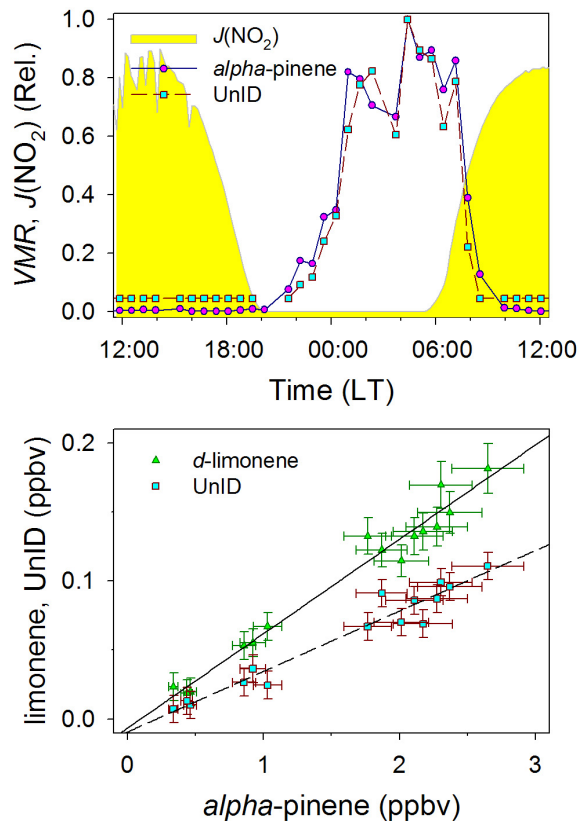 VMR, J(NO₂) (Rel.)
1.0
0.8
0.6
0.4
0.2
0.0
J(NO₂)
alpha-pinene
UnID
12:00
18:00
00:00
06:00
12:00
Time (LT)
limonene, UnID (ppbv)
0.2
0.1
0.0
d-limonene
UnID
0
1
2
3
alpha-pinene (ppbv)